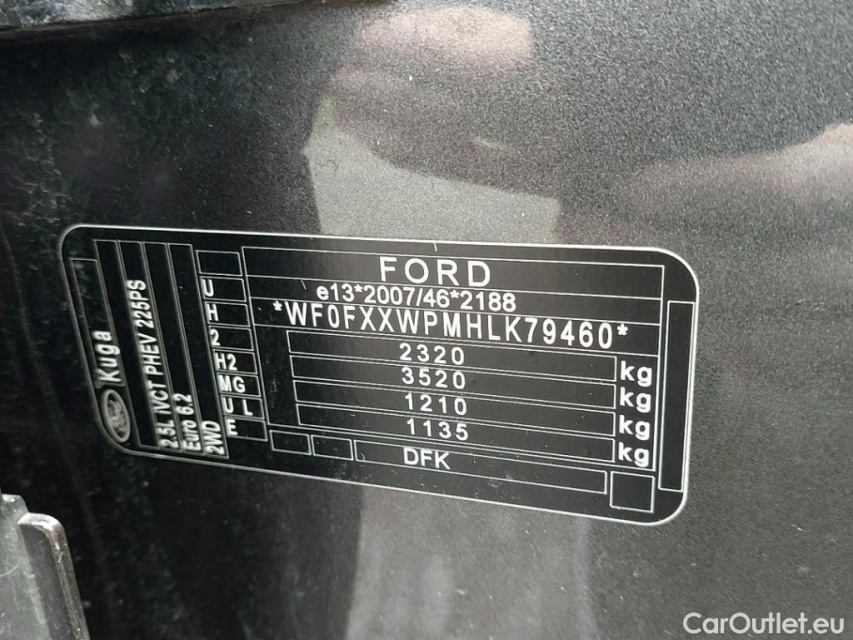 FORD
e13*2007/46*2188
*WF0FXXWPMHLK79460*
2320 kg
3520 kg
1210 kg
1135 kg
DFK
U
H
2
H2
MG
U L
E
Ford
Kuga
2.5L iVCT PHEV 225PS
Euro 6.2
2WD
CarOutlet.eu